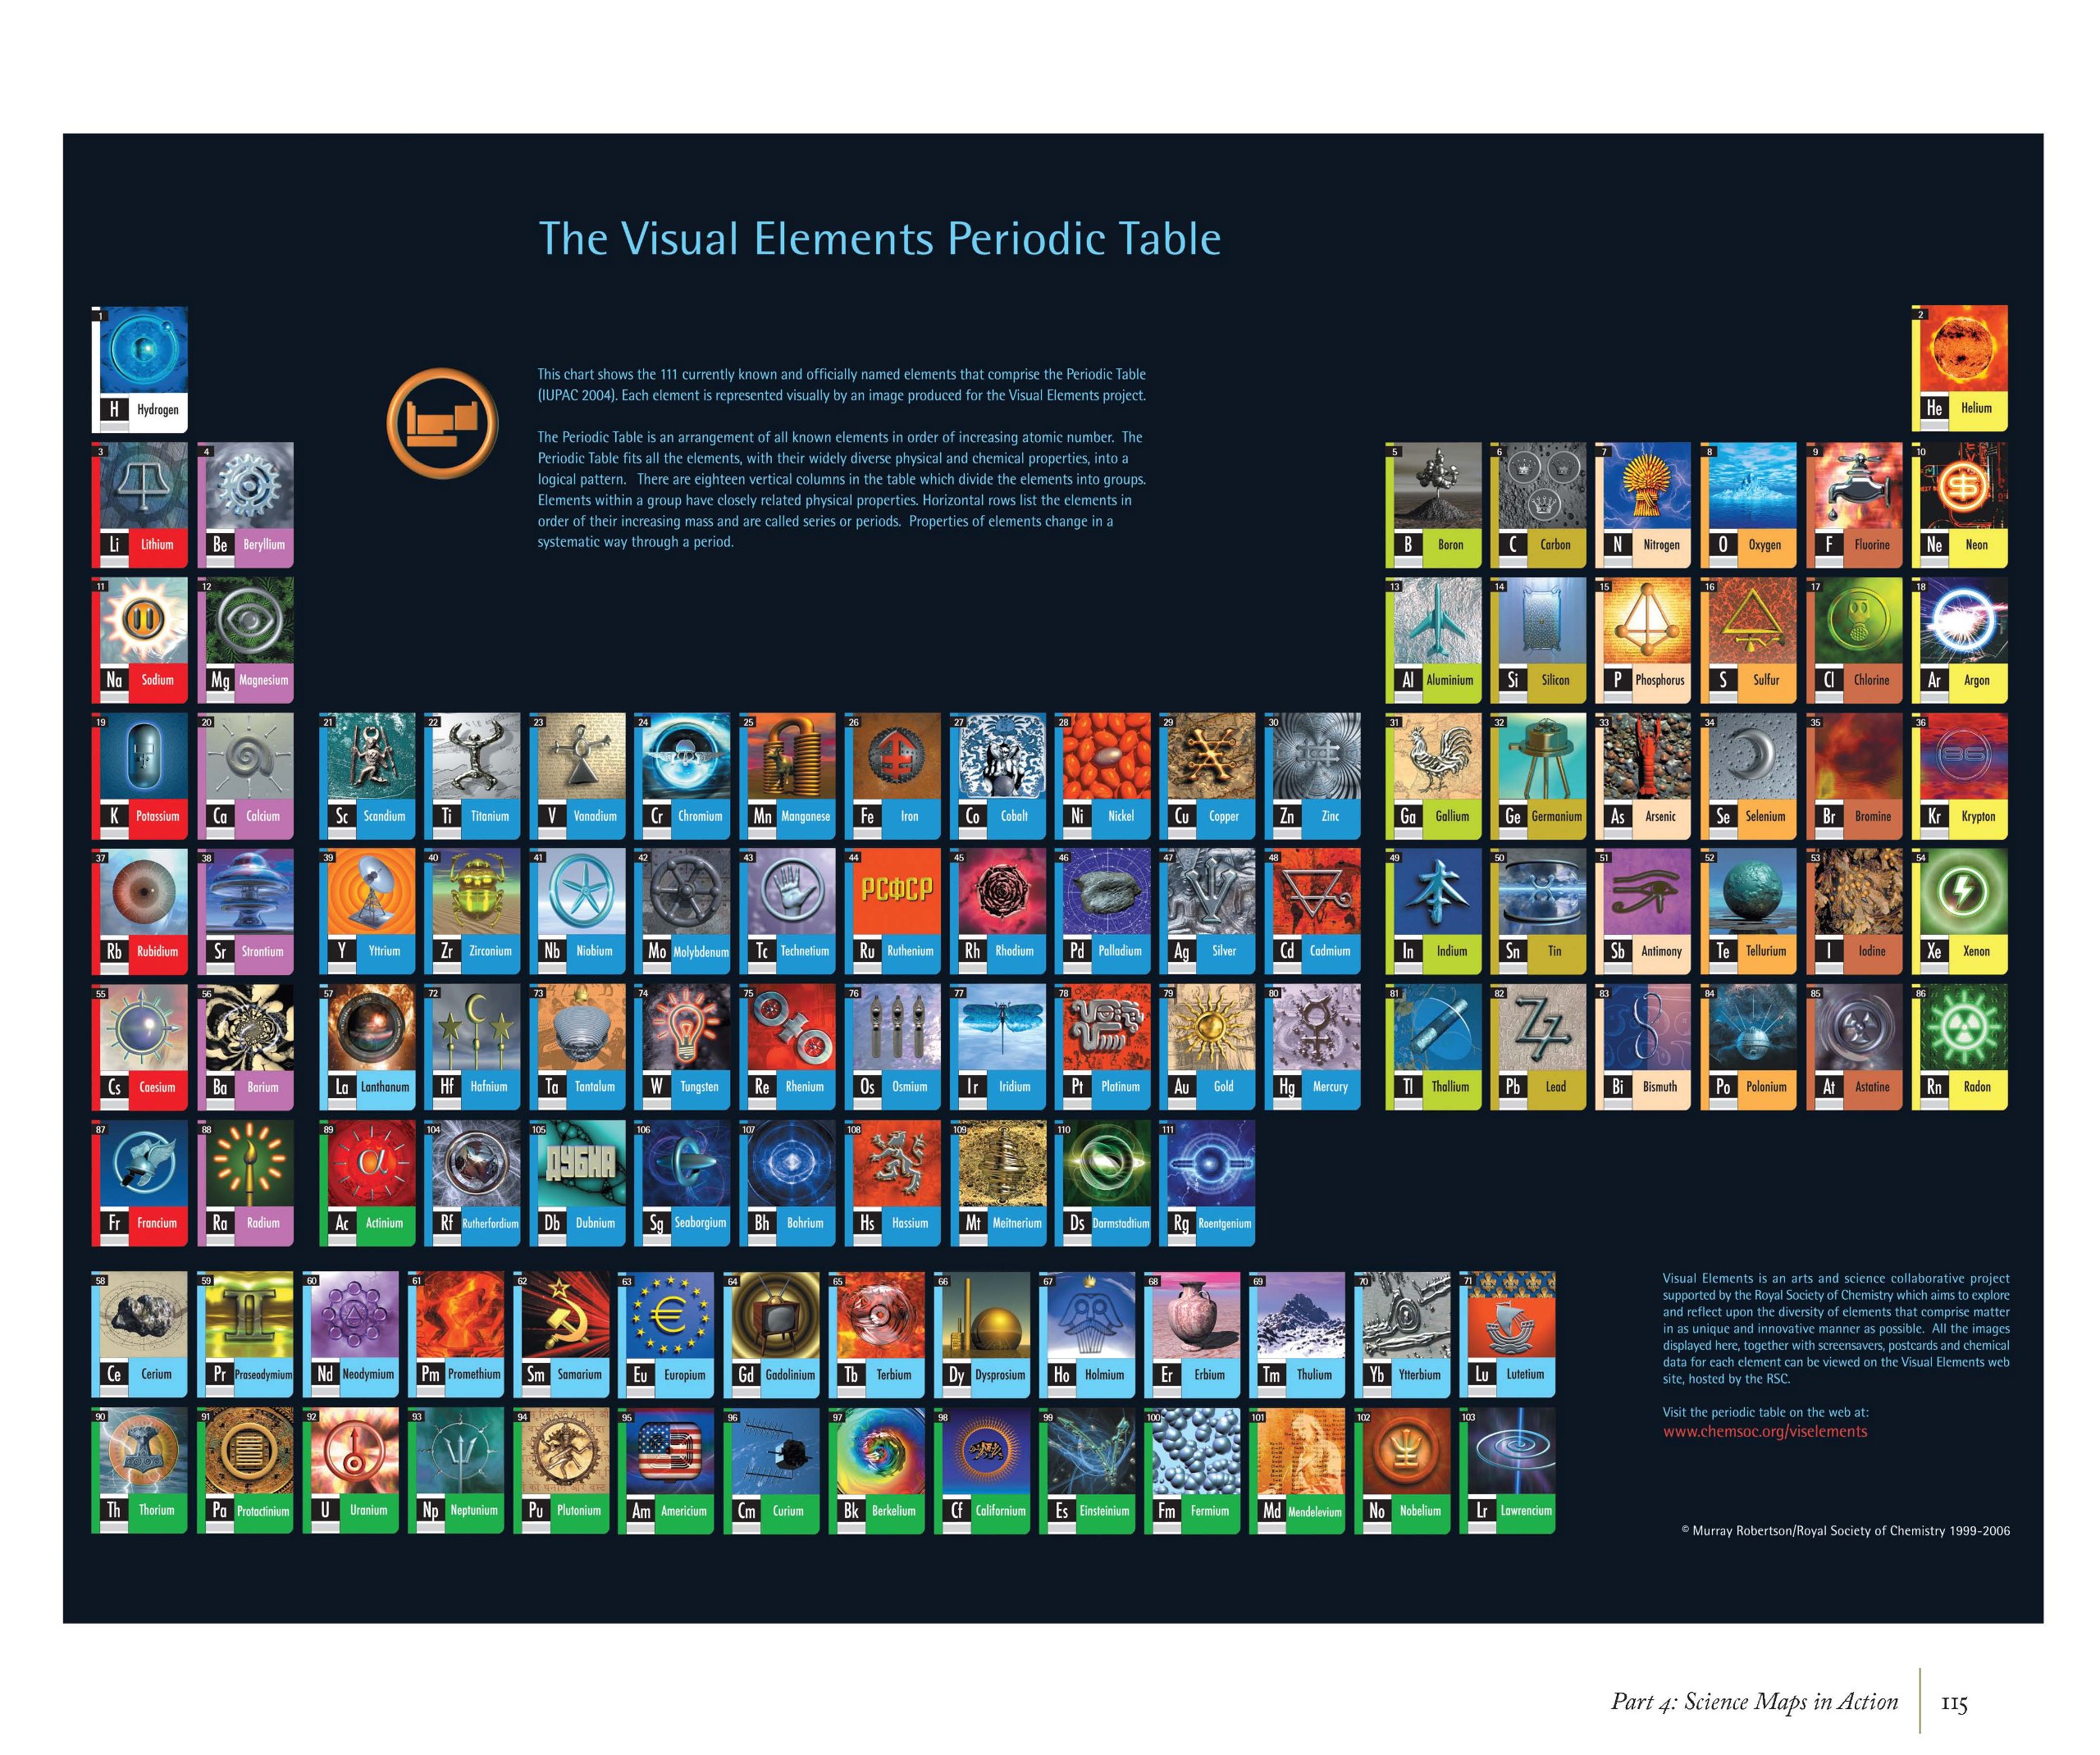 The Visual Elements Periodic Table
This chart shows the 111 currently known and officially named elements that comprise the Periodic Table
(IUPAC 2004). Each element is represented visually by an image produced for the Visual Elements project.
The Periodic Table is an arrangement of all known elements in order of increasing atomic number. The
Periodic Table fits all the elements, with their widely diverse physical and chemical properties, into a
logical pattern. There are eighteen vertical columns in the table which divide the elements into groups.
Elements within a group have closely related physical properties. Horizontal rows list the elements in
order of their increasing mass and are called series or periods. Properties of elements change in a
systematic way through a period.
1 2
H Hydrogen He Helium
3 4 5 6 7 8 9 10
Li Lithium Be Beryllium B Boron C Carbon N Nitrogen O Oxygen F Fluorine Ne Neon
11 12 13 14 15 16 17 18
Na Sodium Mg Magnesium Al Aluminium Si Silicon P Phosphorus S Sulfur Cl Chlorine Ar Argon
19 20 21 22 23 24 25 26 27 28 29 30 31 32 33 34 35 36
86
K Potassium Ca Calcium Sc Scandium Ti Titanium V Vanadium Cr Chromium Mn Manganese Fe Iron Co Cobalt Ni Nickel Cu Copper Zn Zinc Ga Gallium Ge Germanium As Arsenic Se Selenium Br Bromine Kr Krypton
37 38 39 40 41 42 43 44 45 46 47 48 49 50 51 52 53 54
РСФСР
Rb Rubidium Sr Strontium Y Yttrium Zr Zirconium Nb Niobium Mo Molybdenum Tc Technetium Ru Ruthenium Rh Rhodium Pd Palladium Ag Silver Cd Cadmium In Indium Sn Tin Sb Antimony Te Tellurium I Iodine Xe Xenon
55 56 57 72 73 74 75 76 77 78 79 80 81 82 83 84 85 86
Cs Caesium Ba Barium La Lanthanum Hf Hafnium Ta Tantalum W Tungsten Re Rhenium Os Osmium Ir Iridium Pt Platinum Au Gold Hg Mercury Tl Thallium Pb Lead Bi Bismuth Po Polonium At Astatine Rn Radon
87 88 89 104 105 106 107 108 109 110 111
α ДУБНА
Fr Francium Ra Radium Ac Actinium Rf Rutherfordium Db Dubnium Sg Seaborgium Bh Bohrium Hs Hassium Mt Meitnerium Ds Darmstadtium Rg Roentgenium
58 59 60 61 62 63 64 65 66 67 68 69 70 71
€
Ce Cerium Pr Praseodymium Nd Neodymium Pm Promethium Sm Samarium Eu Europium Gd Gadolinium Tb Terbium Dy Dysprosium Ho Holmium Er Erbium Tm Thulium Yb Ytterbium Lu Lutetium
90 91 92 93 94 95 96 97 98 99 100 101 102 103
Th Thorium Pa Protactinium U Uranium Np Neptunium Pu Plutonium Am Americium Cm Curium Bk Berkelium Cf Californium Es Einsteinium Fm Fermium Md Mendelevium No Nobelium Lr Lawrencium
Visual Elements is an arts and science collaborative project
supported by the Royal Society of Chemistry which aims to explore
and reflect upon the diversity of elements that comprise matter
in as unique and innovative manner as possible. All the images
displayed here, together with screensavers, postcards and chemical
data for each element can be viewed on the Visual Elements web
site, hosted by the RSC.
Visit the periodic table on the web at:
www.chemsoc.org/viselements
© Murray Robertson/Royal Society of Chemistry 1999-2006
Part 4: Science Maps in Action 115